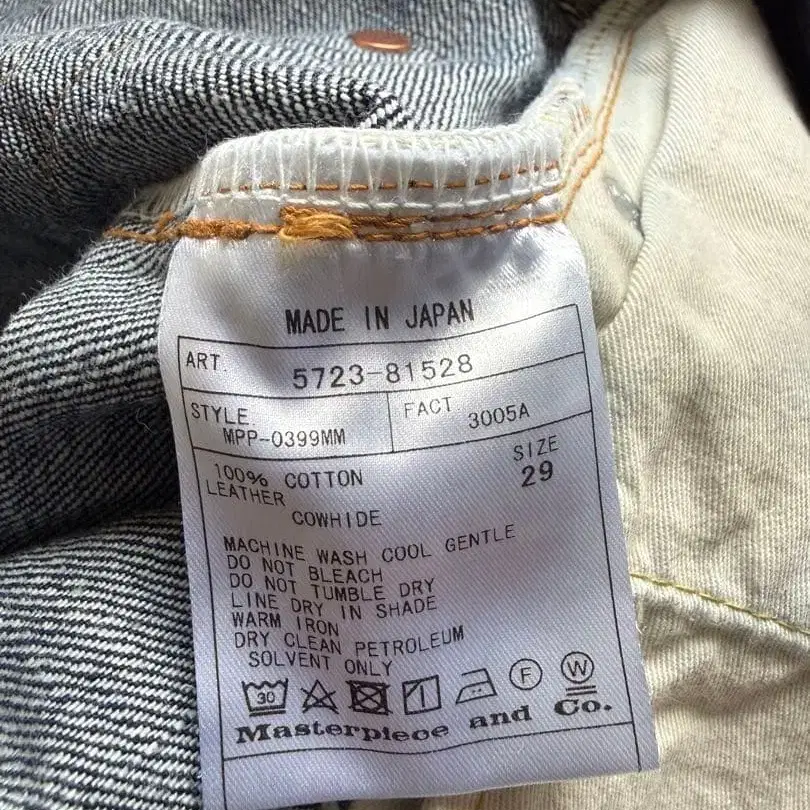 MADE IN JAPAN
ART. 5723-81528
STYLE. MPP-0399MM FACT 3005A
SIZE
29
100% COTTON
LEATHER
COWHIDE
MACHINE WASH COOL GENTLE
DO NOT BLEACH
DO NOT TUMBLE DRY
LINE DRY IN SHADE
WARM IRON
DRY CLEAN PETROLEUM
SOLVENT ONLY
30 F W
Masterpiece and Co.